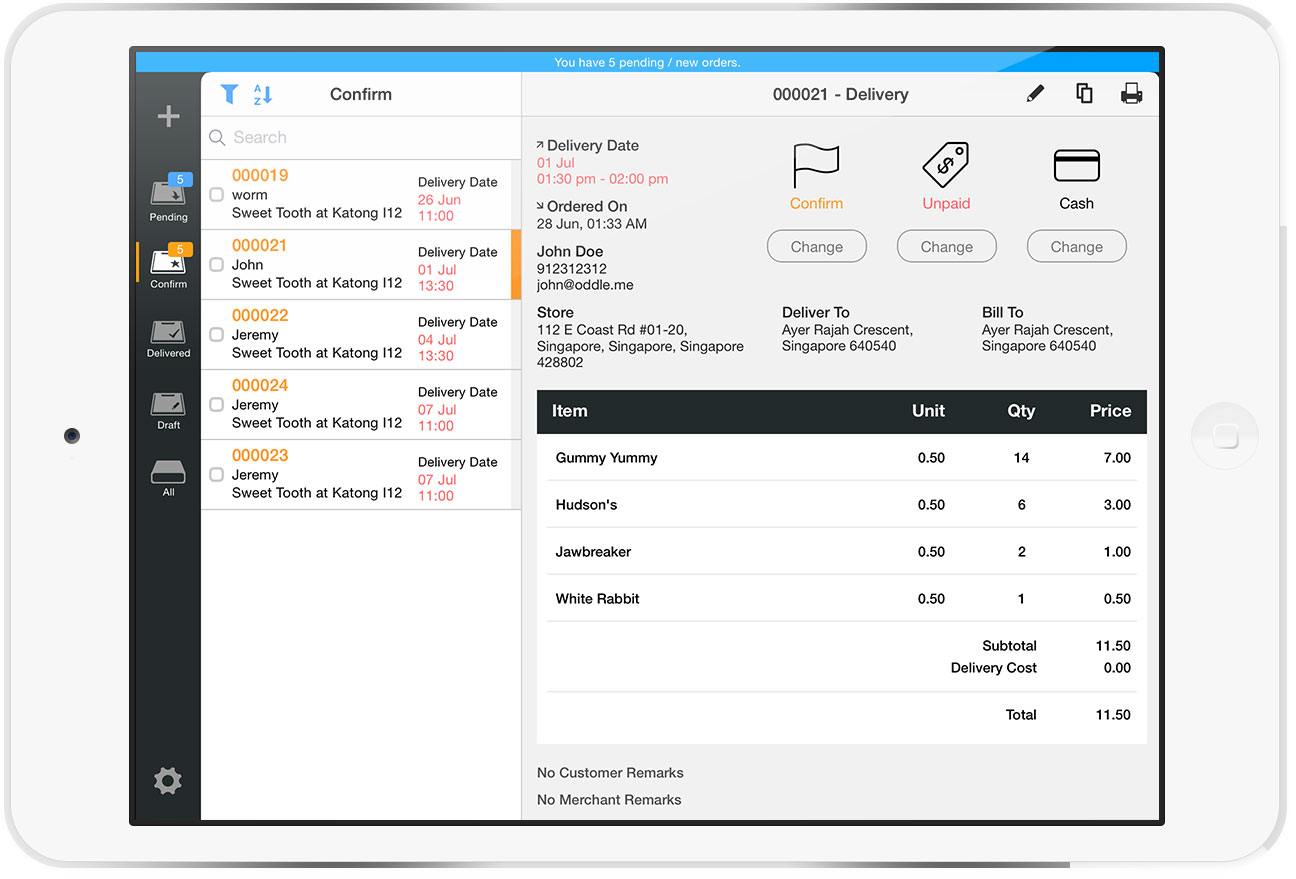 You have 5 pending / new orders.
5
Pending
5
Confirm
Delivered
Draft
All
A
Z
Confirm
Search
000019
worm
Sweet Tooth at Katong I12
Delivery Date
26 Jun
11:00
000021
John
Sweet Tooth at Katong I12
Delivery Date
01 Jul
13:30
000022
Jeremy
Sweet Tooth at Katong I12
Delivery Date
04 Jul
13:30
000024
Jeremy
Sweet Tooth at Katong I12
Delivery Date
07 Jul
11:00
000023
Jeremy
Sweet Tooth at Katong I12
Delivery Date
07 Jul
11:00
000021 - Delivery
Delivery Date
01 Jul
01:30 pm - 02:00 pm
Ordered On
28 Jun, 01:33 AM
John Doe
912312312
john@oddle.me
Confirm
Change
$
Unpaid
Change
Cash
Change
Store
112 E Coast Rd #01-20,
Singapore, Singapore, Singapore
428802
Deliver To
Ayer Rajah Crescent,
Singapore 640540
Bill To
Ayer Rajah Crescent,
Singapore 640540
Item Unit Qty Price
Gummy Yummy 0.50 14 7.00
Hudson's 0.50 6 3.00
Jawbreaker 0.50 2 1.00
White Rabbit 0.50 1 0.50
Subtotal 11.50
Delivery Cost 0.00
Total 11.50
No Customer Remarks
No Merchant Remarks